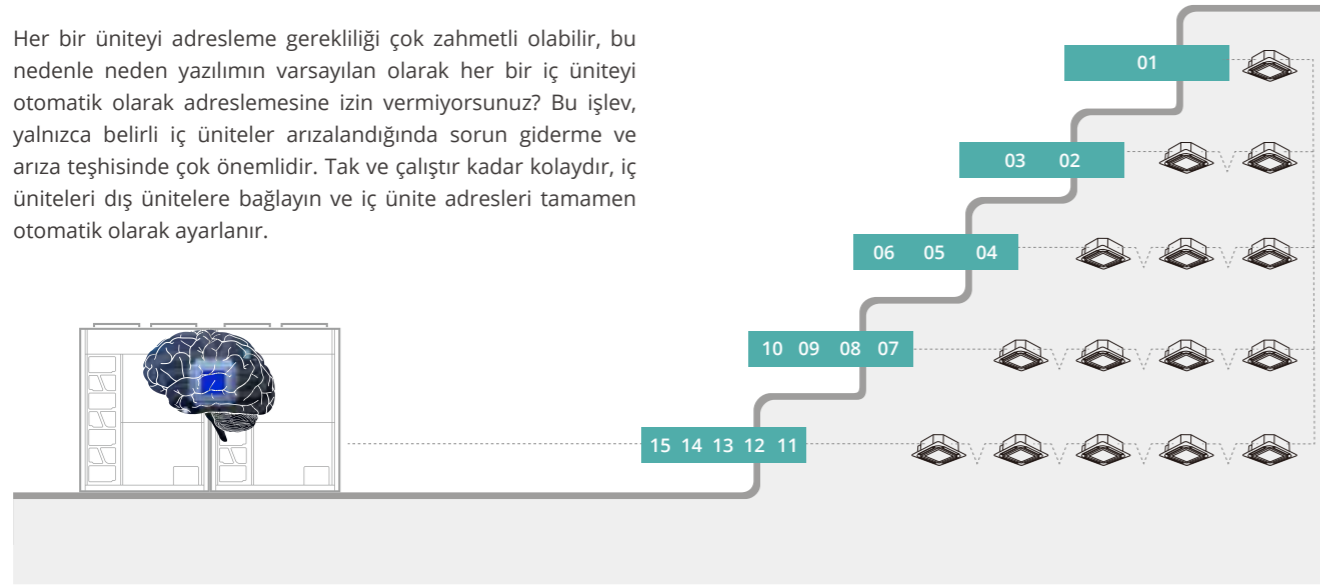 Her bir üniteyi adresleme gerekliliği çok zahmetli olabilir, bu
nedenle neden yazılımın varsayılan olarak her bir iç üniteyi
otomatik olarak adreslemesine izin vermiyorsunuz? Bu işlev,
yalnızca belirli iç üniteler arızalandığında sorun giderme ve
arıza teşhisinde çok önemlidir. Tak ve çalıştır kadar kolaydır, iç
üniteleri dış ünitelere bağlayın ve iç ünite adresleri tamamen
otomatik olarak ayarlanır.
01
03 02
06 05 04
10 09 08 07
15 14 13 12 11